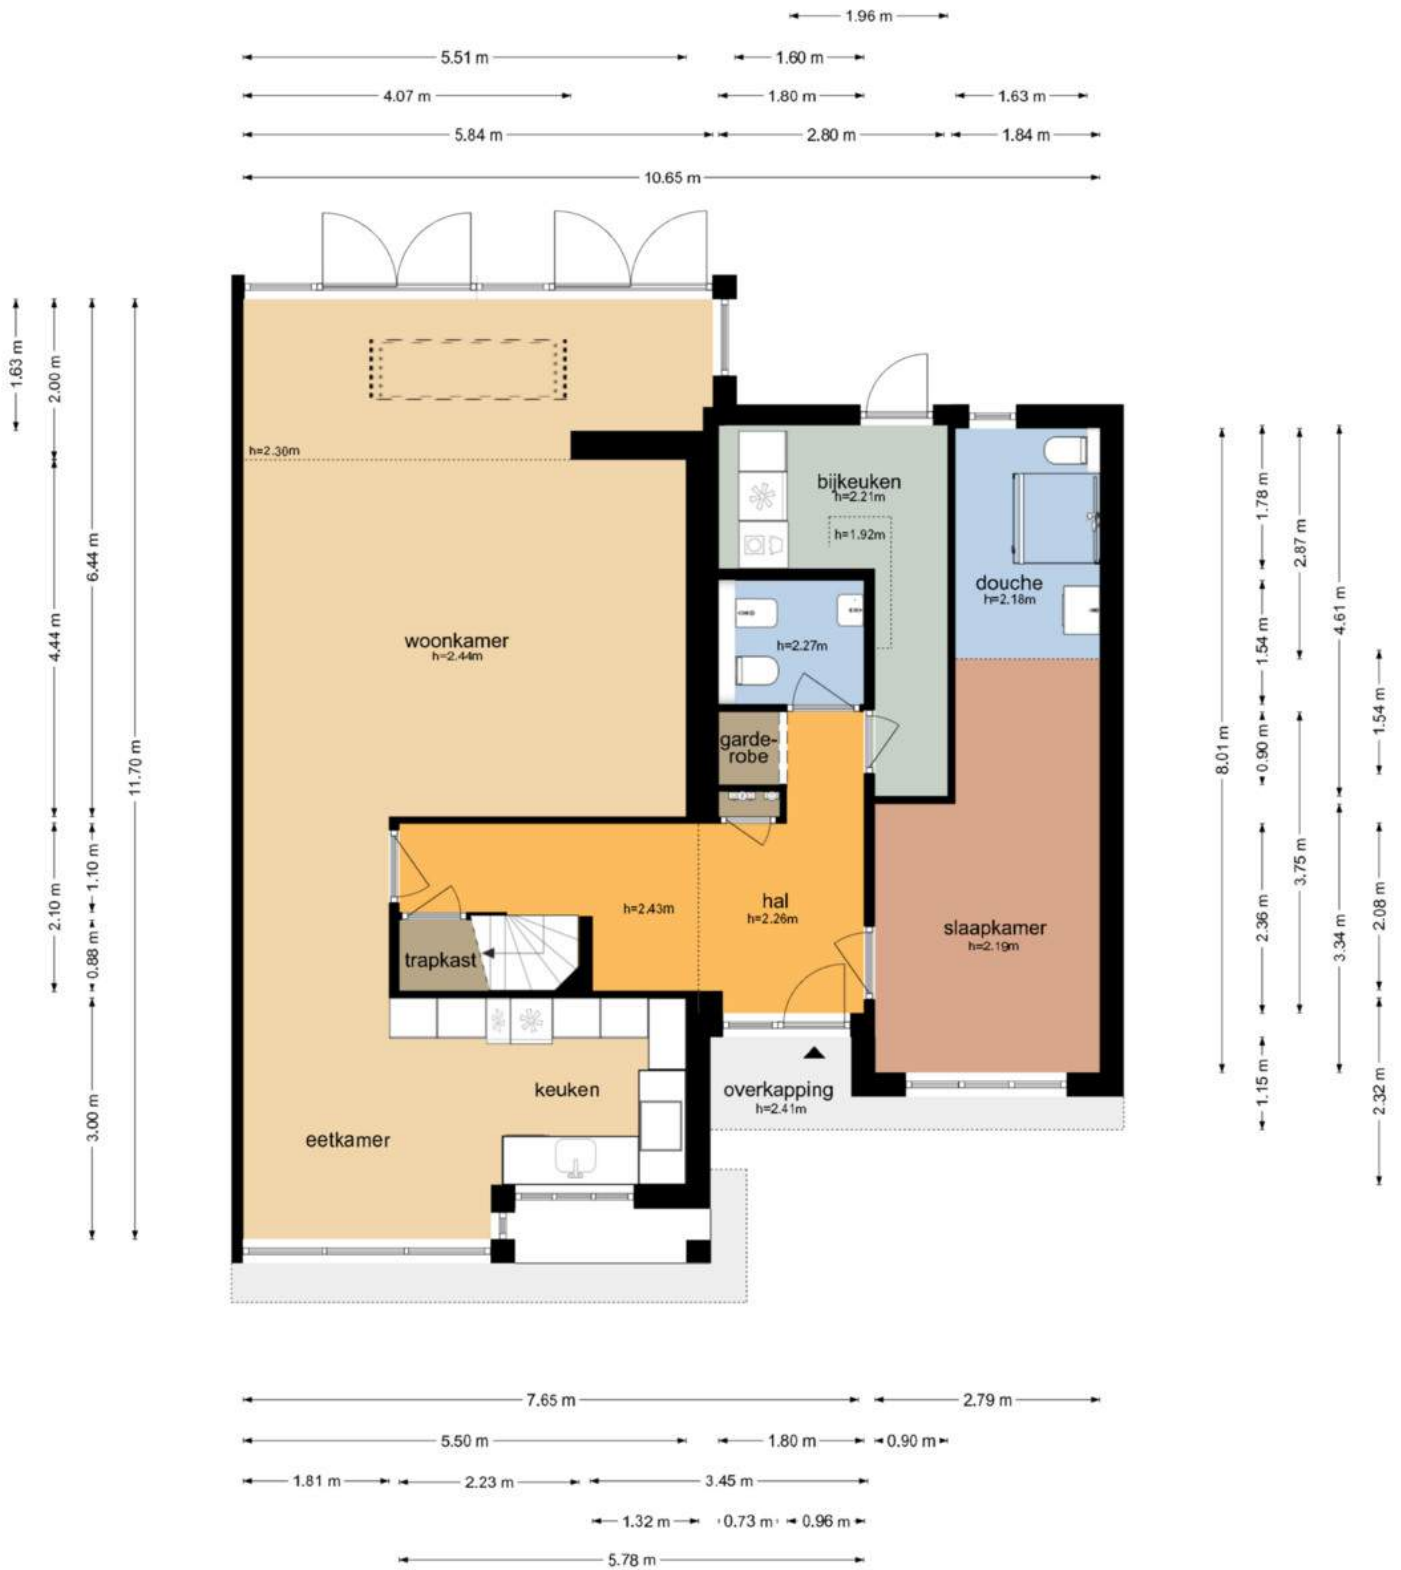 1.96 m
5.51 m
1.60 m
4.07 m
1.80 m
1.63 m
5.84 m
2.80 m
1.84 m
10.65 m
1.63 m
2.00 m
6.44 m
11.70 m
4.44 m
2.10 m
1.10 m
0.88 m
3.00 m
h=2.30m
woonkamer
h=2.44m
bijkeuken
h=2.21m
h=1.92m
douche
h=2.18m
h=2.27m
garde-
robe
hal
h=2.26m
h=2.43m
trapkast
slaapkamer
h=2.19m
keuken
eetkamer
overkapping
h=2.41m
8.01 m
1.78 m
1.54 m
0.90 m
2.36 m
1.15 m
2.87 m
3.75 m
4.61 m
3.34 m
1.54 m
2.08 m
2.32 m
7.65 m
2.79 m
5.50 m
1.80 m
0.90 m
1.81 m
2.23 m
3.45 m
1.32 m
0.73 m
0.96 m
5.78 m